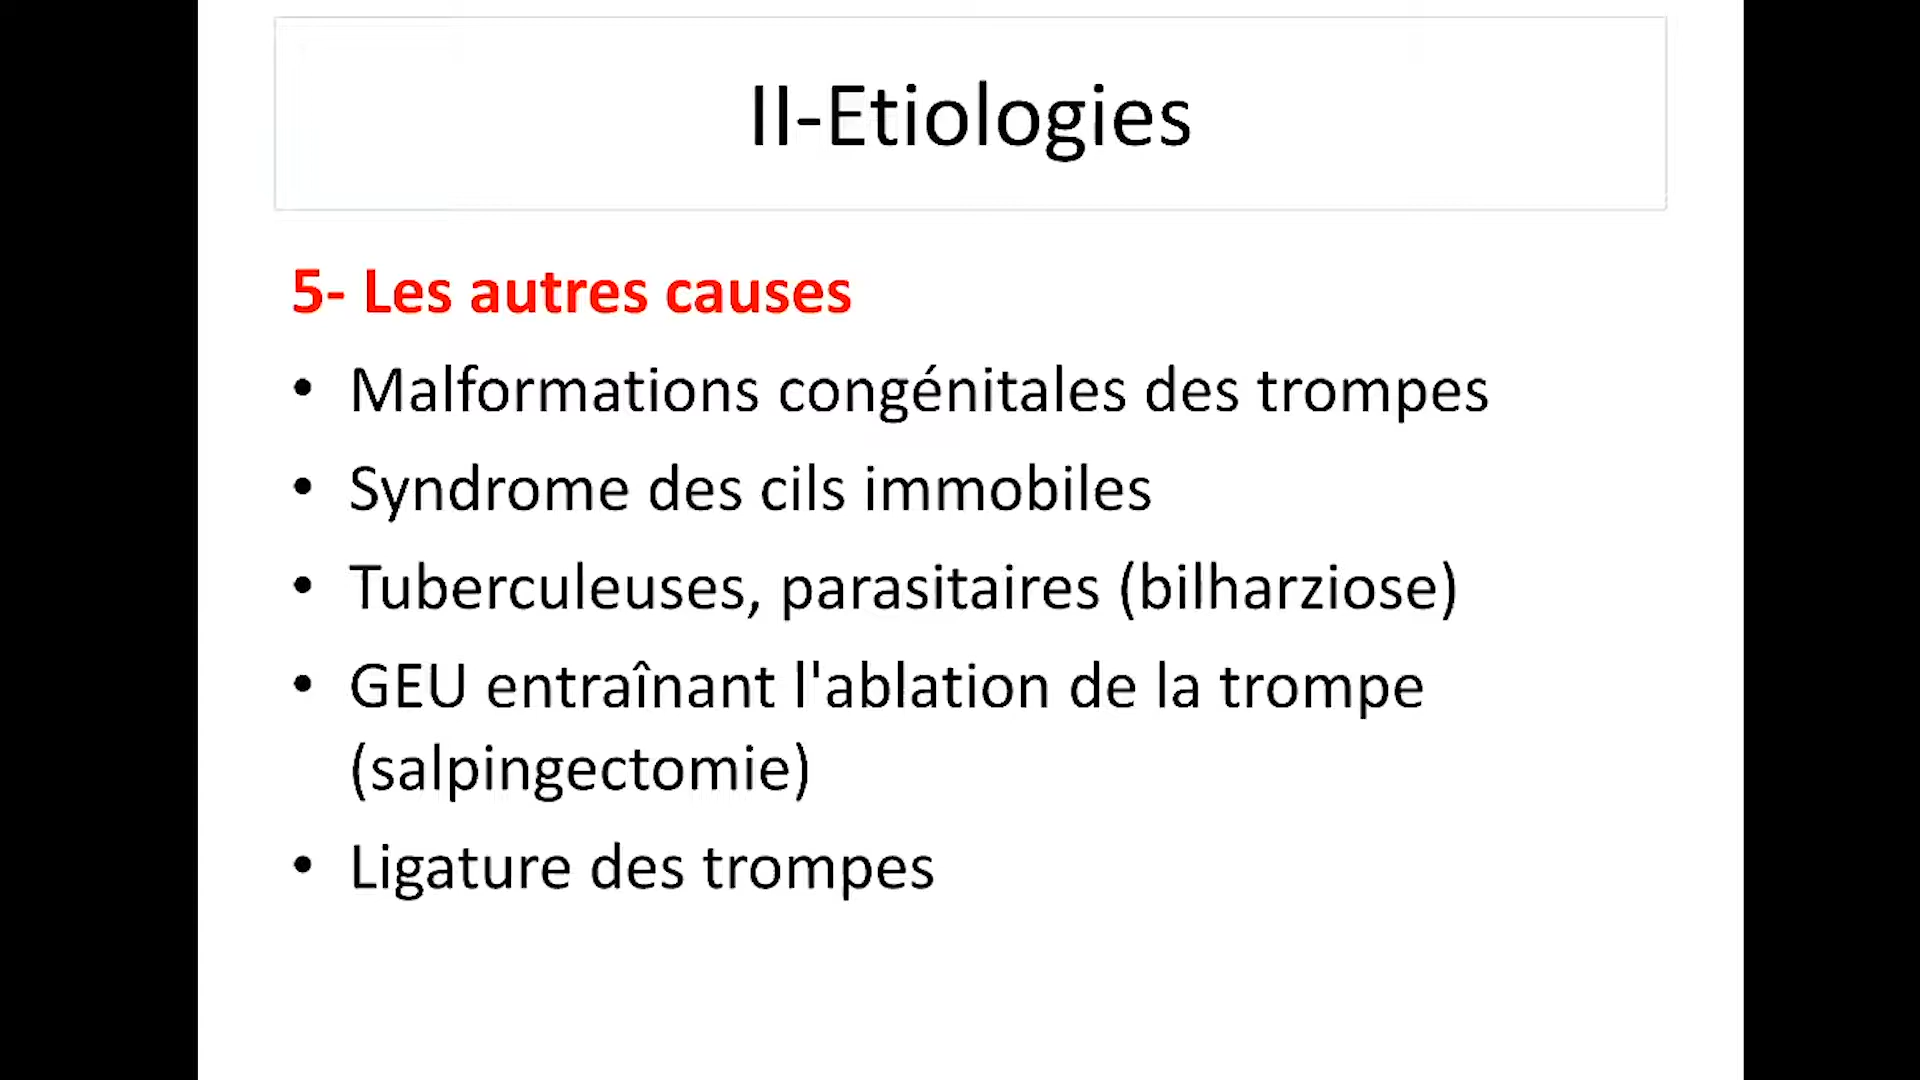 II-Etiologies
5- Les autres causes
• Malformations congénitales des trompes
• Syndrome des cils immobiles
• Tuberculeuses, parasitaires (bilharziose)
• GEU entraînant l'ablation de la trompe
(salpingectomie)
• Ligature des trompes